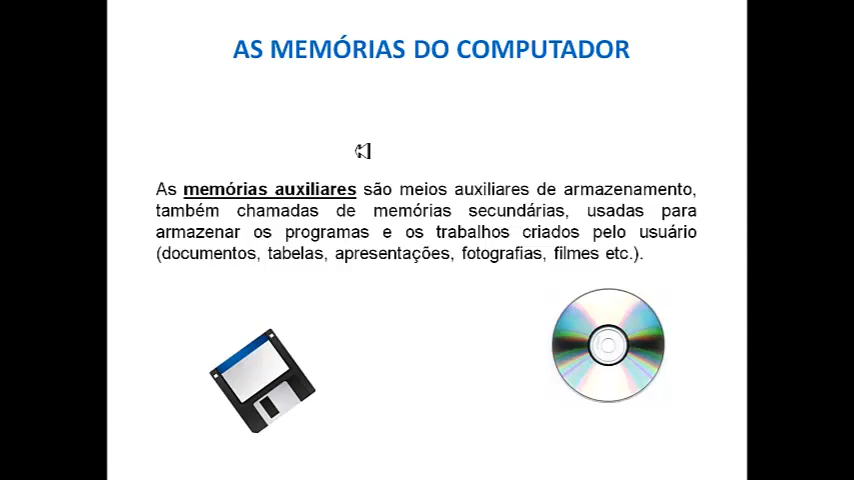 AS MEMÓRIAS DO COMPUTADOR
As memórias auxiliares são meios auxiliares de armazenamento,
também chamadas de memórias secundárias, usadas para
armazenar os programas e os trabalhos criados pelo usuário
(documentos, tabelas, apresentações, fotografias, filmes etc.).